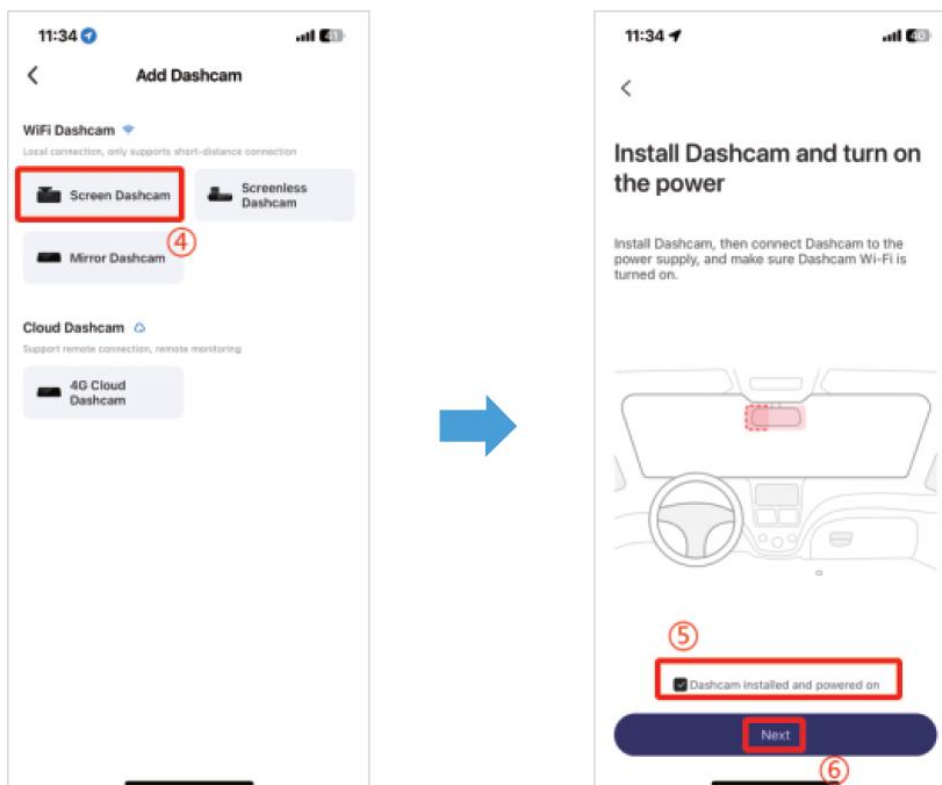 11:34
41
Add Dashcam
WiFi Dashcam
Local connection, only supports short-distance connection
Screen Dashcam
Screenless
Dashcam
④
Mirror Dashcam
Cloud Dashcam
Support remote connection, remote monitoring
4G Cloud
Dashcam
11:34
40
Install Dashcam and turn on
the power
Install Dashcam, then connect Dashcam to the
power supply, and make sure Dashcam Wi-Fi is
turned on.
⑤
Dashcam installed and powered on
Next
⑥